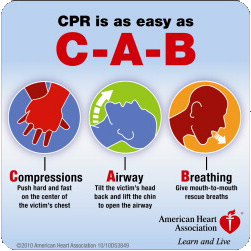 CPR is as easy as
C-A-B
Compressions
Push hard and fast
on the center of
the victim's chest
Airway
Tilt the victim's head
back and lift the chin
to open the airway
Breathing
Give mouth-to-mouth
rescue breaths
American Heart
Association
Learn and Live
©2010 American Heart Association 10/10DS3849